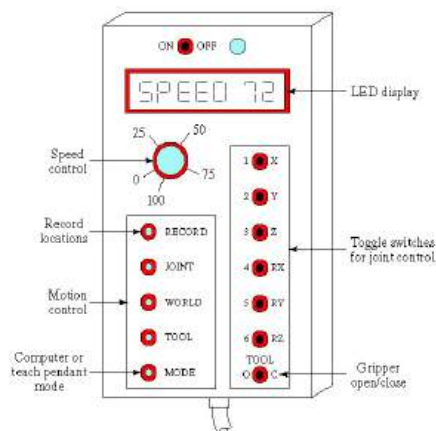 ON OFF
SPEED 72
LED display
25 50
0 75
100
Speed
control
1 X
2 Y
3 Z
4 RX
5 RY
6 RZ
TOOL
O C
Record
locations
RECORD
JOINT
WORLD
TOOL
MODE
Motion
control
Computer or
teach pendant
mode
Toggle switches
for joint control
Gripper
open/close